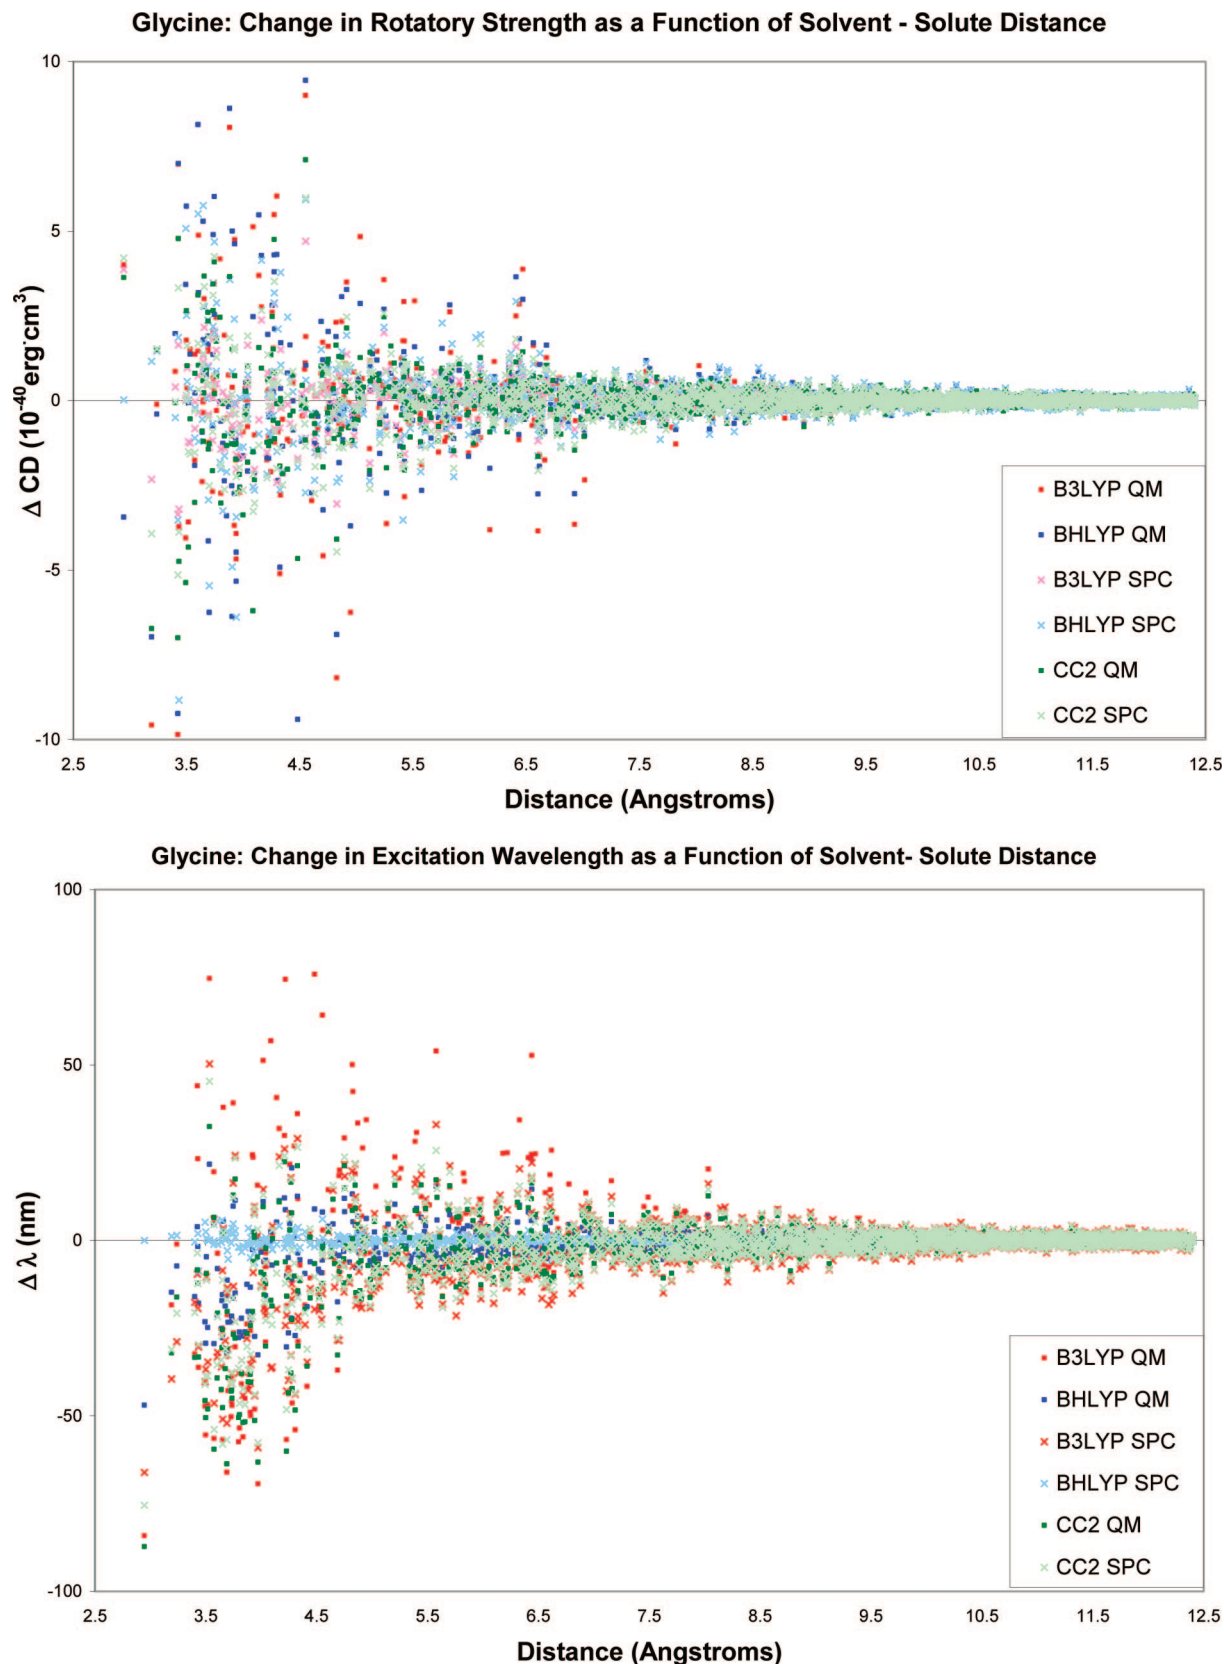 Glycine: Change in Rotatory Strength as a Function of Solvent - Solute Distance
10
5
0
-5
-10
Δ CD (10⁻⁴⁰erg·cm³)
2.5 3.5 4.5 5.5 6.5 7.5 8.5 9.5 10.5 11.5 12.5
Distance (Angstroms)
B3LYP QM
BHLYP QM
B3LYP SPC
BHLYP SPC
CC2 QM
CC2 SPC
Glycine: Change in Excitation Wavelength as a Function of Solvent- Solute Distance
100
50
0
-50
-100
Δ λ (nm)
2.5 3.5 4.5 5.5 6.5 7.5 8.5 9.5 10.5 11.5 12.5
Distance (Angstroms)
B3LYP QM
BHLYP QM
B3LYP SPC
BHLYP SPC
CC2 QM
CC2 SPC